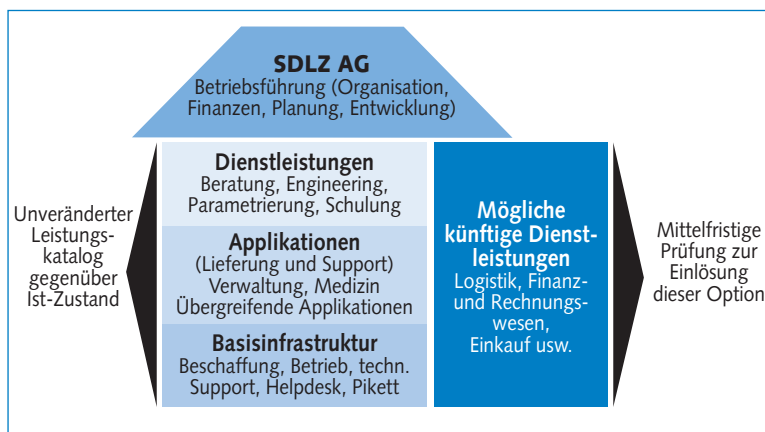 SDLZ AG
Betriebsführung (Organisation,
Finanzen, Planung, Entwicklung)
Unveränderter
Leistungs-
katalog
gegenüber
Ist-Zustand
Dienstleistungen
Beratung, Engineering,
Parametrierung, Schulung
Applikationen
(Lieferung und Support)
Verwaltung, Medizin
Übergreifende Applikationen
Basisinfrastruktur
Beschaffung, Betrieb, techn.
Support, Helpdesk, Pikett
Mögliche
künftige Dienst-
leistungen
Logistik, Finanz-
und Rechnungs-
wesen,
Einkauf usw.
Mittelfristige
Prüfung zur
Einlösung
dieser Option